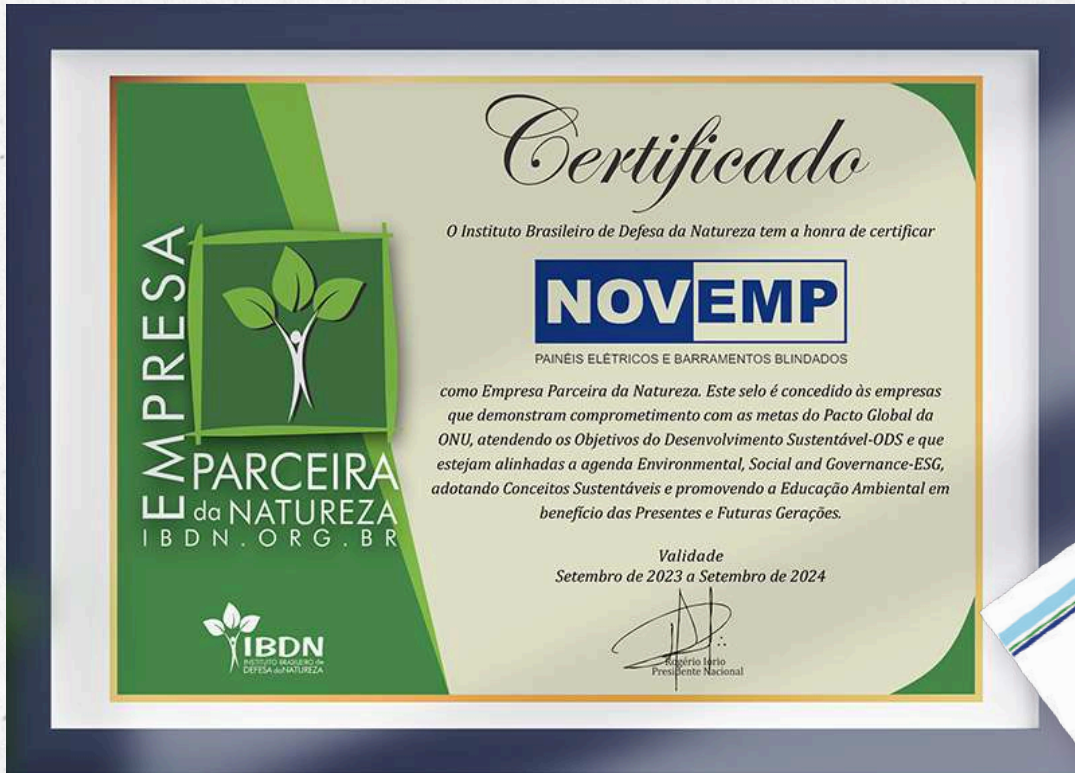 EMPRESA
PARCEIRA
da NATUREZA
IBDN.ORG.BR
IBDN
INSTITUTO BRASILEIRO de
DEFESA da NATUREZA
Certificado
O Instituto Brasileiro de Defesa da Natureza tem a honra de certificar
NOVEMP
PAINÉIS ELÉTRICOS E BARRAMENTOS BLINDADOS
como Empresa Parceira da Natureza. Este selo é concedido às empresas
que demonstram comprometimento com as metas do Pacto Global da
ONU, atendendo os Objetivos do Desenvolvimento Sustentável-ODS e que
estejam alinhadas a agenda Environmental, Social and Governance-ESG,
adotando Conceitos Sustentáveis e promovendo a Educação Ambiental em
benefício das Presentes e Futuras Gerações.
Validade
Setembro de 2023 a Setembro de 2024
Rogério Iório
Presidente Nacional